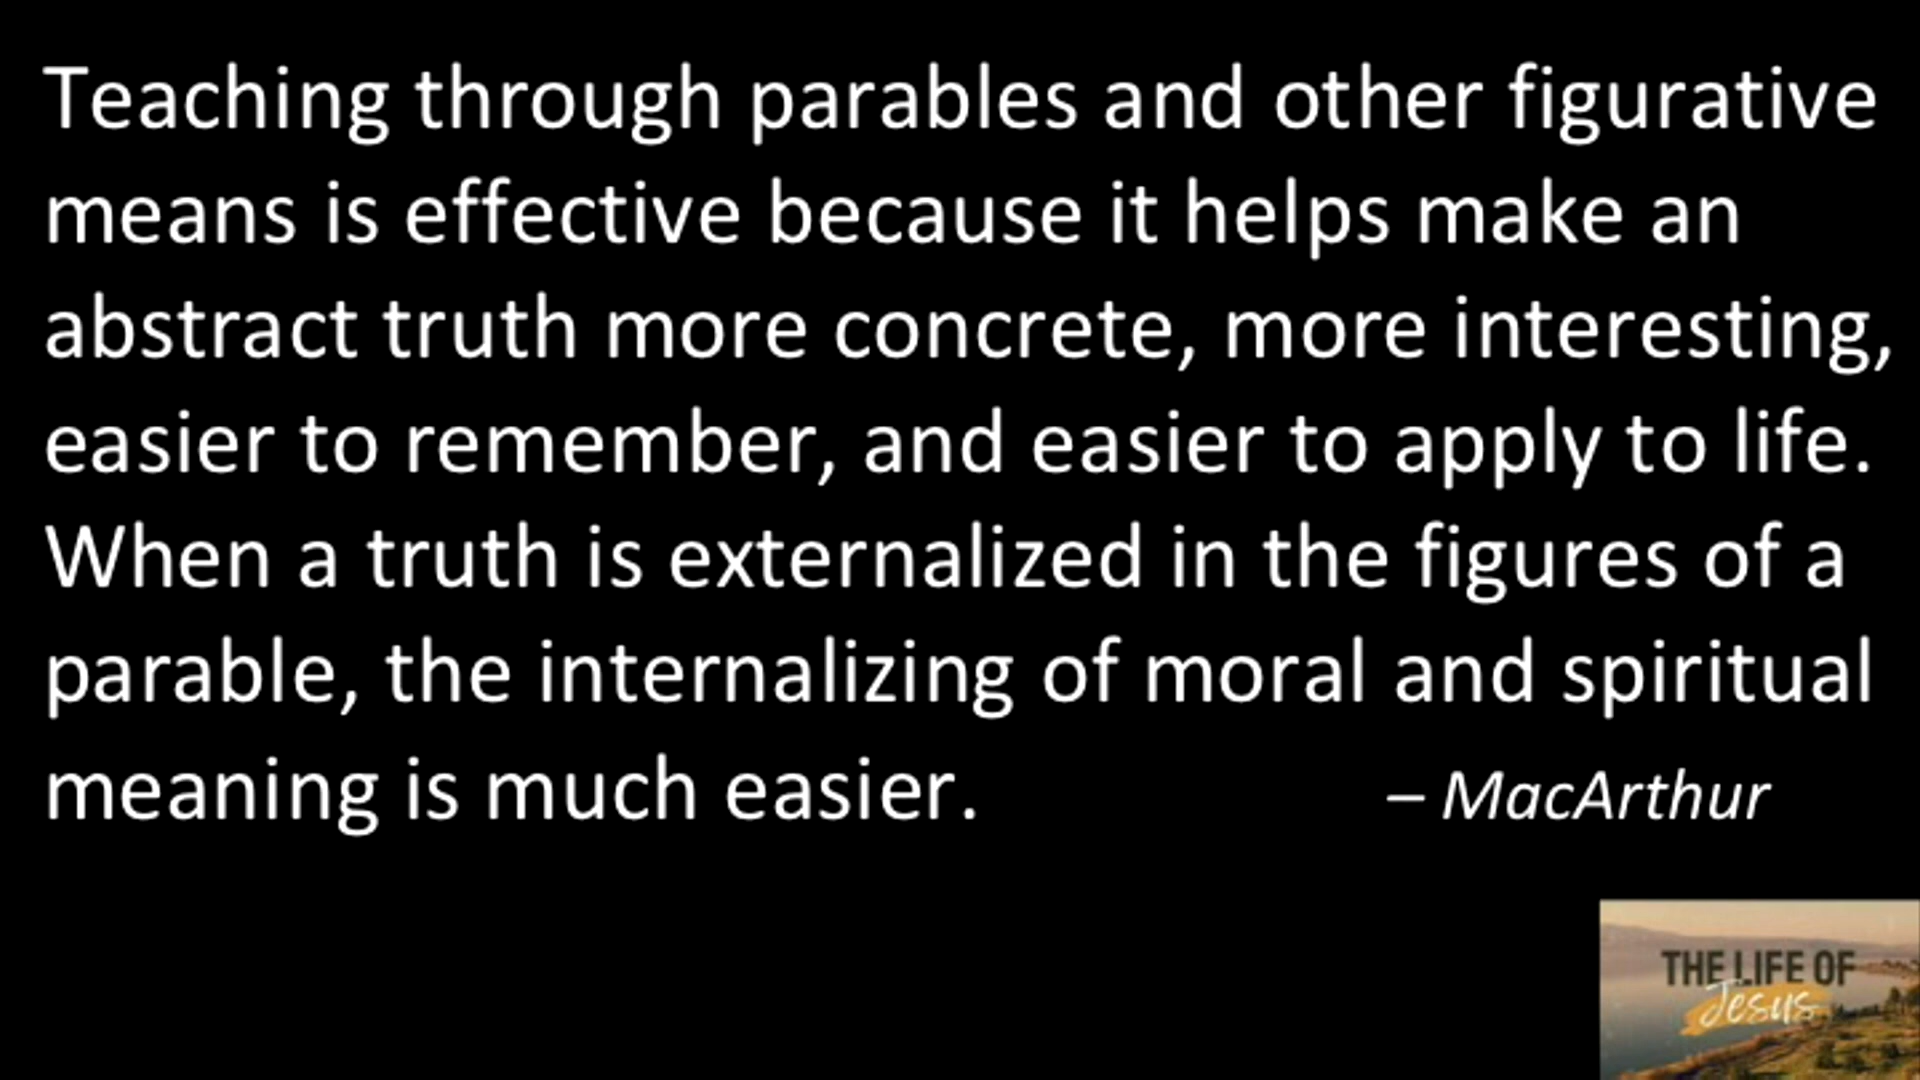 Teaching through parables and other figurative
means is effective because it helps make an
abstract truth more concrete, more interesting,
easier to remember, and easier to apply to life.
When a truth is externalized in the figures of a
parable, the internalizing of moral and spiritual
meaning is much easier.
– MacArthur
THE LIFE OF
Jesus